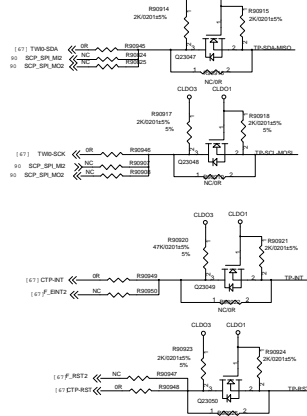 R90914
2K/0201±5%
R90915
2K/0201±5%
[67] TWI0-SDA
0R
R90945
TP-SDA-MISO
90 SCP_SPI_MI2
NC
90 SCP_SPI_MO2
NC
Q23047
NC/0R
CLDO3
CLDO1
R90917
2K/0201±5%
5%
R90918
2K/0201±5%
5%
[67] TWI0-SCK
0R
R90946
TP-SCL-MOSI
90 SCP_SPI_MI2
NC
90 SCP_SPI_MO2
NC
Q23048
NC/0R
CLDO3
CLDO1
R90920
47K/0201±5%
5%
R90921
2K/0201±5%
5%
[67] CTP-INT
0R
R90949
TP-INT
[67] F_EINT2
NC
R90950
Q23049
NC/0R
CLDO3
CLDO1
R90923
2K/0201±5%
5%
R90924
2K/0201±5%
5%
[67] F_RST2
NC
R90947
[67] CTP-RST
0R
R90948
TP-RST
Q23050